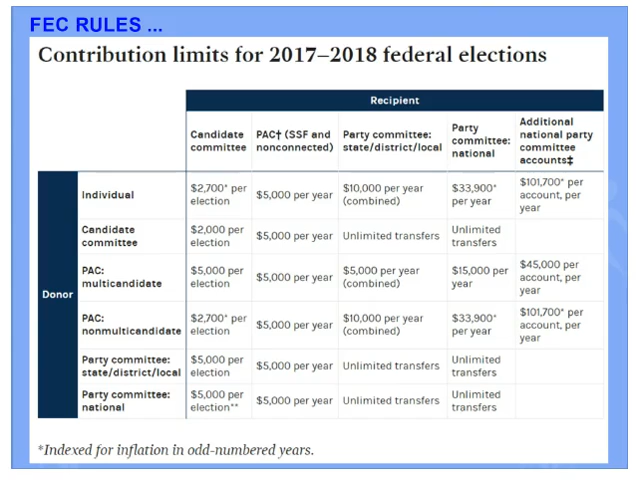 FEC RULES ...
Contribution limits for 2017–2018 federal elections
Recipient
Candidate committee PAC† (SSF and nonconnected) Party committee: state/district/local Party committee: national Additional national party committee accounts‡
Donor
Individual $2,700* per election $5,000 per year $10,000 per year (combined) $33,900* per year $101,700* per account, per year
Candidate committee $2,000 per election $5,000 per year Unlimited transfers Unlimited transfers
PAC: multicandidate $5,000 per election $5,000 per year $5,000 per year (combined) $15,000 per year $45,000 per account, per year
PAC: nonmulticandidate $2,700* per election $5,000 per year $10,000 per year (combined) $33,900* per year $101,700* per account, per year
Party committee: state/district/local $5,000 per election $5,000 per year Unlimited transfers Unlimited transfers
Party committee: national $5,000 per election** $5,000 per year Unlimited transfers Unlimited transfers
*Indexed for inflation in odd-numbered years.